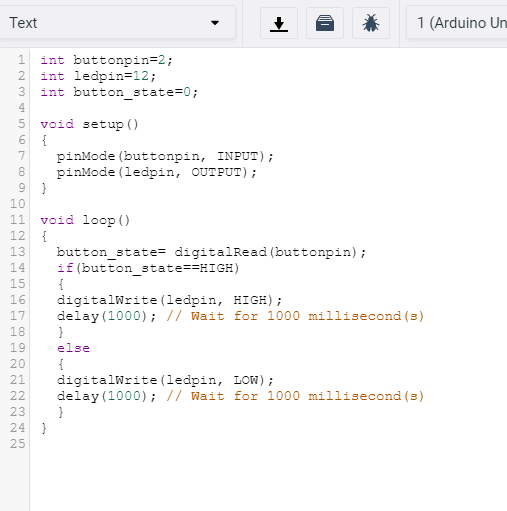 Text
1 (Arduino Un
1 int buttonpin=2;
2 int ledpin=12;
3 int button_state=0;
4
5 void setup()
6 {
7   pinMode(buttonpin, INPUT);
8   pinMode(ledpin, OUTPUT);
9 }
10
11 void loop()
12 {
13   button_state= digitalRead(buttonpin);
14   if(button_state==HIGH)
15   {
16   digitalWrite(ledpin, HIGH);
17   delay(1000); // Wait for 1000 millisecond(s)
18   }
19   else
20   {
21   digitalWrite(ledpin, LOW);
22   delay(1000); // Wait for 1000 millisecond(s)
23   }
24 }
25